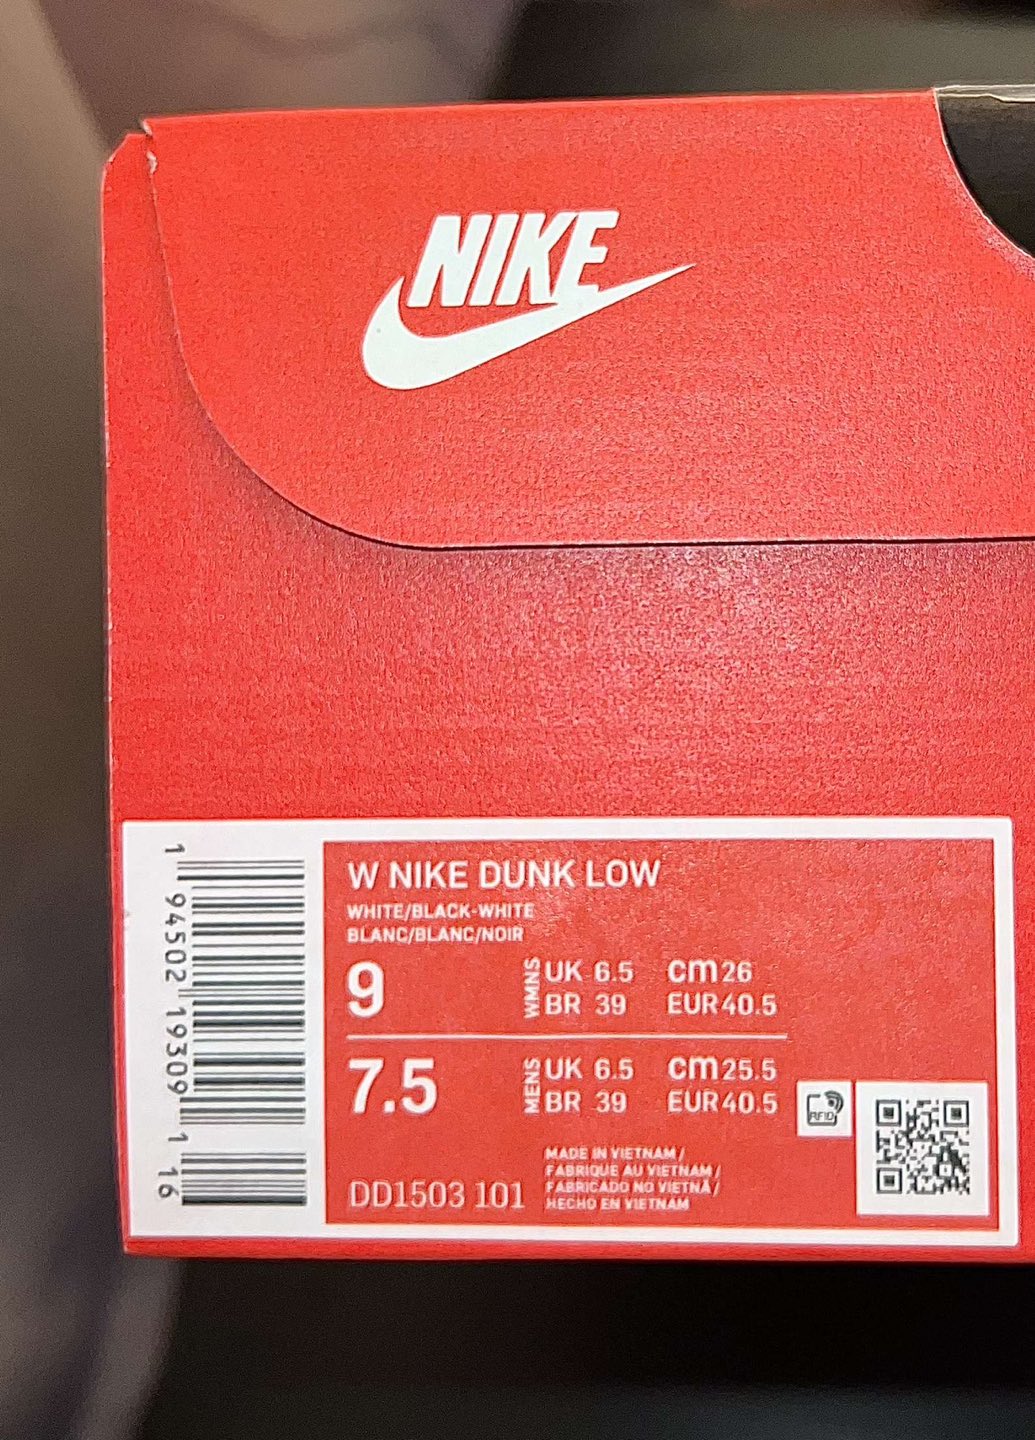 NIKE
W NIKE DUNK LOW
WHITE/BLACK-WHITE
BLANC/BLANC/NOIR
9 WMNS UK 6.5 cm 26
BR 39 EUR 40.5
7.5 MENS UK 6.5 cm 25.5
BR 39 EUR 40.5
RFID
MADE IN VIETNAM /
FABRIQUE AU VIETNAM /
FABRICADO NO VIETNÃ /
HECHO EN VIETNAM
DD1503 101
1 94502 19309 1 16